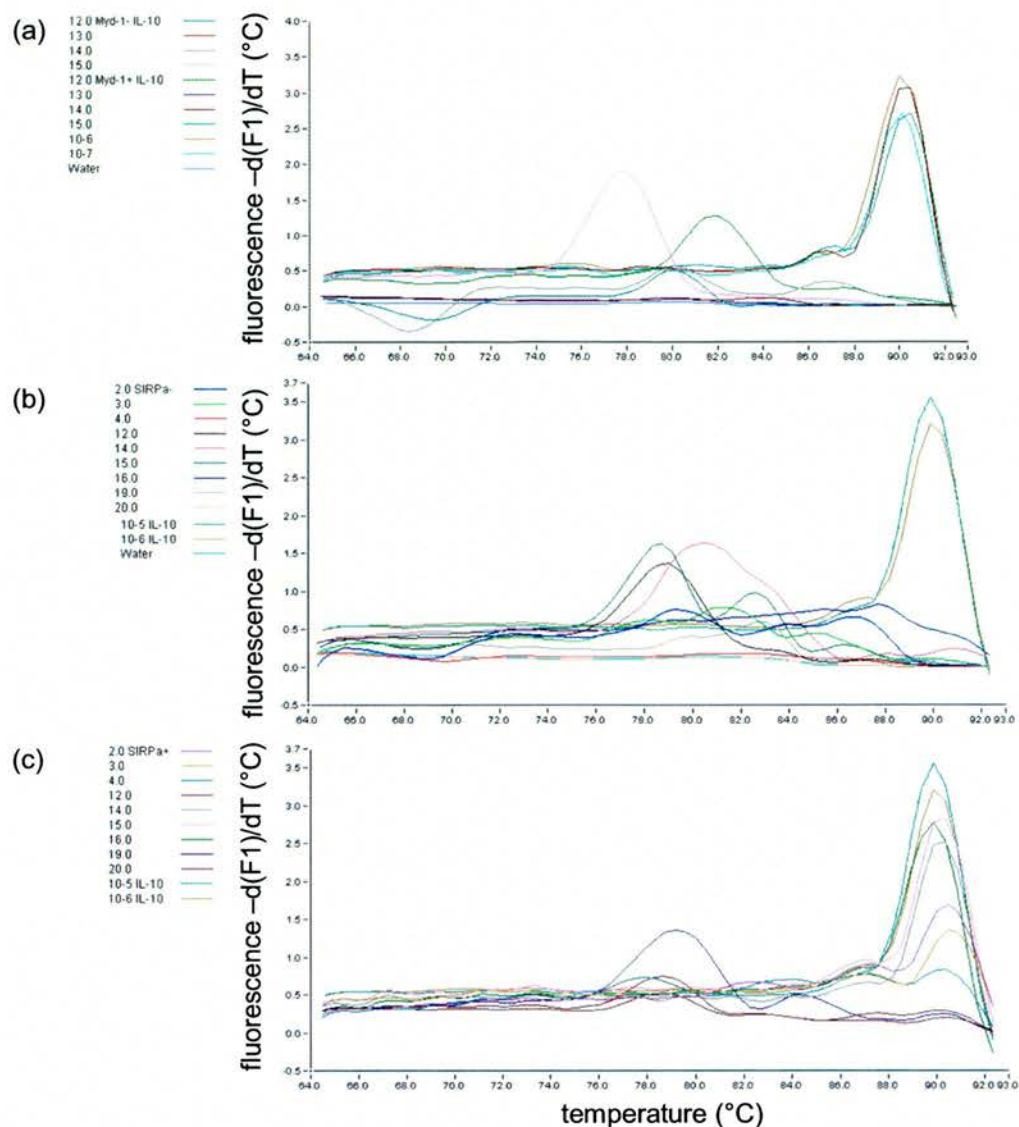 (a)
12.0 Myd-1- IL-10
13.0
14.0
15.0
12.0 Myd-1+ IL-10
13.0
14.0
15.0
10-6
10-7
Water
fluorescence –d(F1)/dT (°C)
4.0
3.5
3.0
2.5
2.0
1.5
1.0
0.5
0.0
-0.5
64.0 66.0 68.0 70.0 72.0 74.0 76.0 78.0 80.0 82.0 84.0 86.0 88.0 90.0 92.0 93.0
(b)
2.0 SIRPa-
3.0
4.0
12.0
14.0
15.0
16.0
19.0
20.0
10-5 IL-10
10-6 IL-10
Water
fluorescence –d(F1)/dT (°C)
3.7
3.5
3.0
2.5
2.0
1.5
1.0
0.5
0.0
-0.5
64.0 66.0 68.0 70.0 72.0 74.0 76.0 78.0 80.0 82.0 84.0 86.0 88.0 90.0 92.0 93.0
(c)
2.0 SIRPa+
3.0
4.0
12.0
14.0
15.0
16.0
19.0
20.0
10-5 IL-10
10-6 IL-10
fluorescence –d(F1)/dT (°C)
3.7
3.5
3.0
2.5
2.0
1.5
1.0
0.5
0.0
-0.5
64.0 66.0 68.0 70.0 72.0 74.0 76.0 78.0 80.0 82.0 84.0 86.0 88.0 90.0 92.0 93.0
temperature (°C)